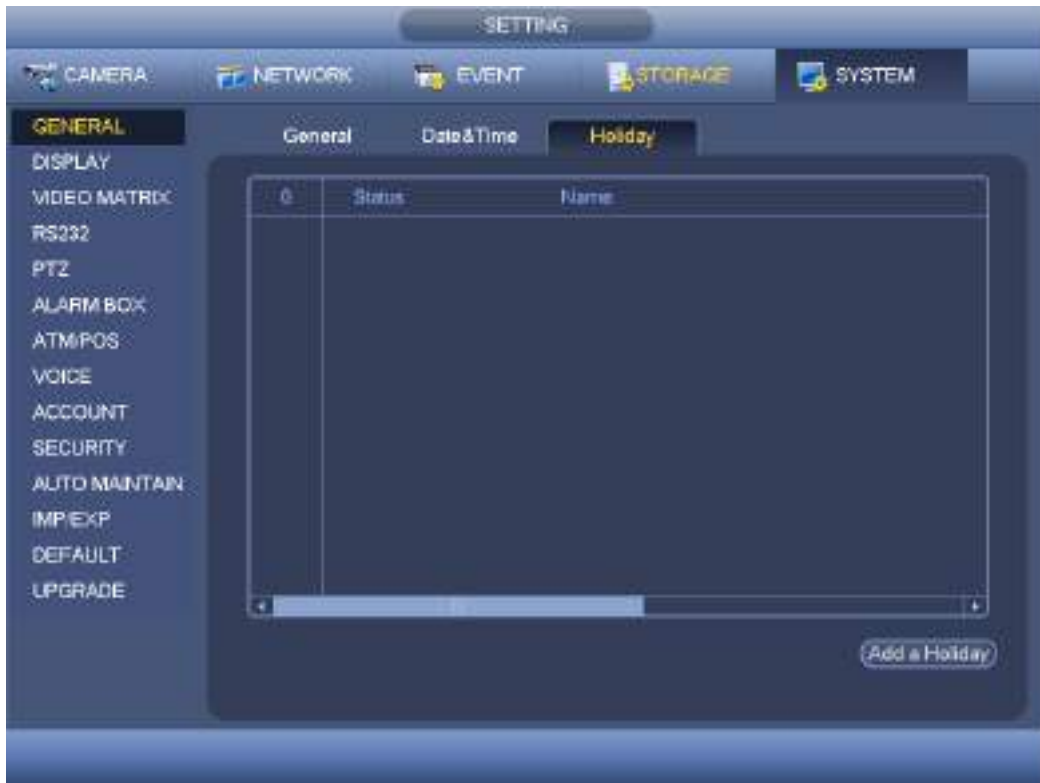 SETTING
CAMERA NETWORK EVENT STORAGE SYSTEM
GENERAL
DISPLAY
VIDEO MATRIX
RS232
PTZ
ALARM BOX
ATM/POS
VOICE
ACCOUNT
SECURITY
AUTO MAINTAIN
IMP/EXP
DEFAULT
UPGRADE
General Date&Time Holiday
0 Status Name
Add a Holiday